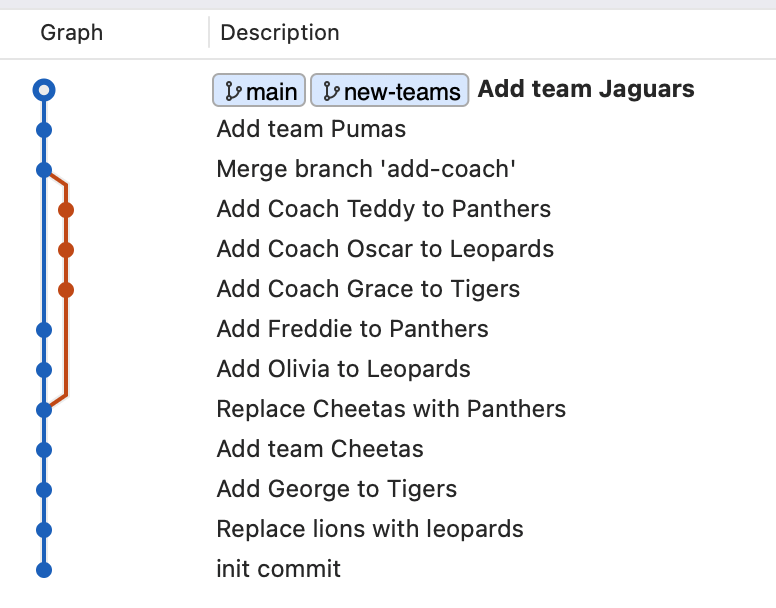 Graph Description
main new-teams Add team Jaguars
Add team Pumas
Merge branch 'add-coach'
Add Coach Teddy to Panthers
Add Coach Oscar to Leopards
Add Coach Grace to Tigers
Add Freddie to Panthers
Add Olivia to Leopards
Replace Cheetas with Panthers
Add team Cheetas
Add George to Tigers
Replace lions with leopards
init commit